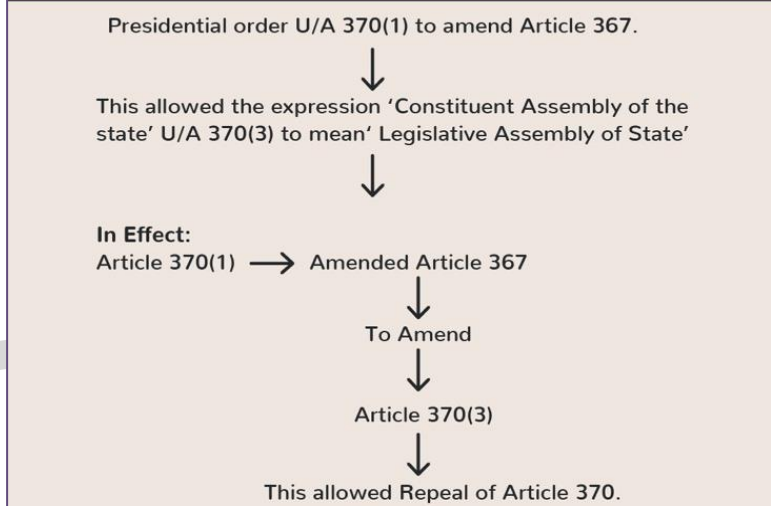 Presidential order U/A 370(1) to amend Article 367.
This allowed the expression ‘Constituent Assembly of the
state’ U/A 370(3) to mean‘ Legislative Assembly of State’
In Effect:
Article 370(1) → Amended Article 367
To Amend
Article 370(3)
This allowed Repeal of Article 370.